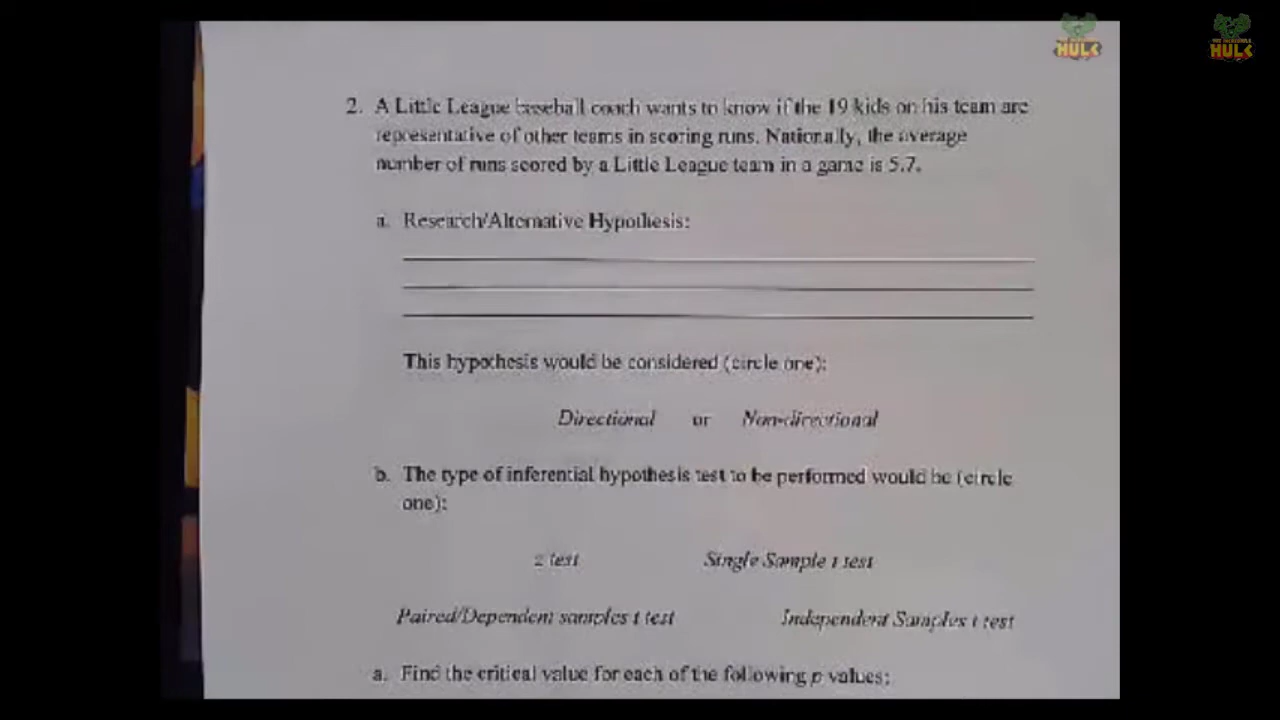 THE INCREDIBLE
HULK
HULK
2. A Little League baseball coach wants to know if the 19 kids on his team are
representative of other teams in scoring runs. Nationally, the average
number of runs scored by a Little League team in a game is 5.7.
a. Research/Alternative Hypothesis:
This hypothesis would be considered (circle one):
Directional or Non-directional
b. The type of inferential hypothesis test to be performed would be (circle
one):
z test Single Sample t test
Paired/Dependent samples t test Independent Samples t test
a. Find the critical value for each of the following p values: